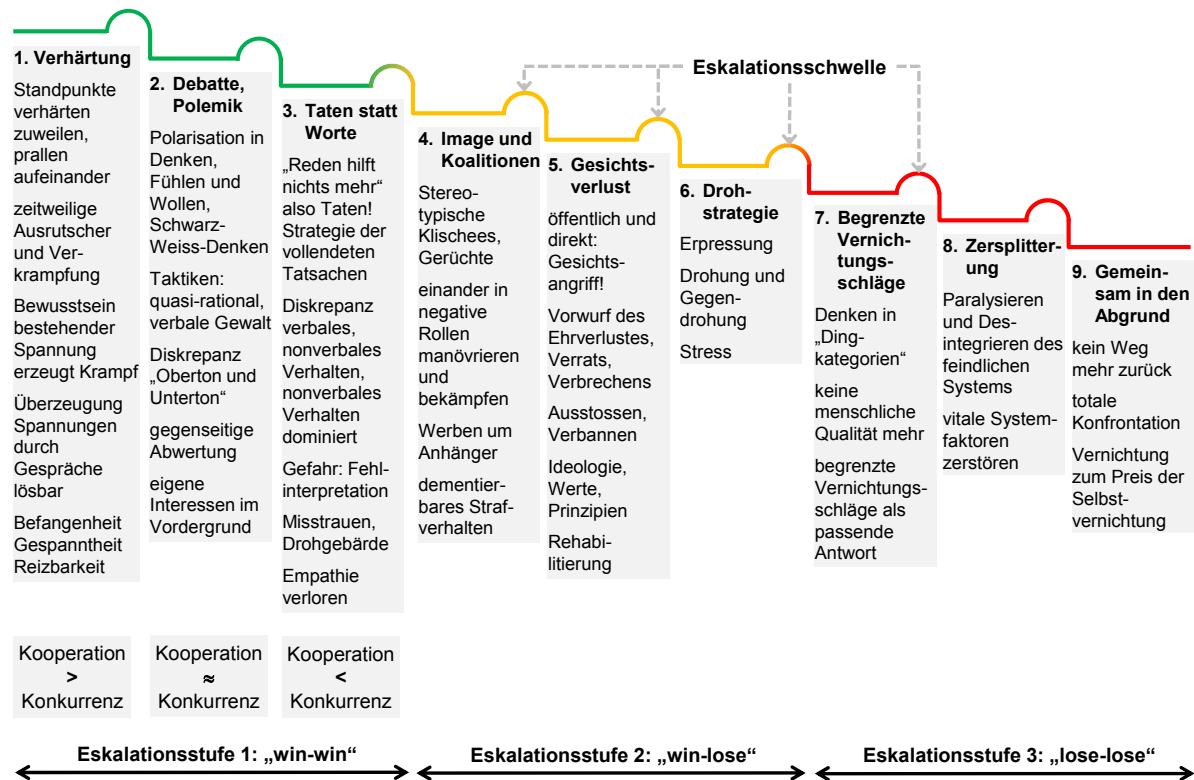 Eskalationsschwelle
1. Verhärtung
Standpunkte
verhärten
zuweilen,
prallen
aufeinander
zeitweilige
Ausrutscher
und Ver-
krampfung
Bewusstsein
bestehender
Spannung
erzeugt Krampf
Überzeugung
Spannungen
durch
Gespräche
lösbar
Befangenheit
Gespanntheit
Reizbarkeit
2. Debatte,
Polemik
Polarisation in
Denken,
Fühlen und
Wollen,
Schwarz-
Weiss-Denken
Taktiken:
quasi-rational,
verbale Gewalt
Diskrepanz
„Oberton und
Unterton“
gegenseitige
Abwertung
eigene
Interessen im
Vordergrund
3. Taten statt
Worte
„Reden hilft
nichts mehr“
also Taten!
Strategie der
vollendeten
Tatsachen
Diskrepanz
verbales,
nonverbales
Verhalten,
nonverbales
Verhalten
dominiert
Gefahr: Fehl-
interpretation
Misstrauen,
Drohgebärde
Empathie
verloren
4. Image und
Koalitionen
Stereo-
typische
Klischees,
Gerüchte
einander in
negative
Rollen
manövrieren
und
bekämpfen
Werben um
Anhänger
dementier-
bares Straf-
verhalten
5. Gesichts-
verlust
öffentlich und
direkt:
Gesichts-
angriff!
Vorwurf des
Ehrverlustes,
Verrats,
Verbrechens
Ausstossen,
Verbannen
Ideologie,
Werte,
Prinzipien
Rehabi-
litierung
6. Droh-
strategie
Erpressung
Drohung und
Gegen-
drohung
Stress
7. Begrenzte
Vernich-
tungs-
schläge
Denken in
„Ding-
kategorien“
keine
menschliche
Qualität mehr
begrenzte
Vernichtungs-
schläge als
passende
Antwort
8. Zersplitter-
ung
Paralysieren
und Des-
integrieren des
feindlichen
Systems
vitale System-
faktoren
zerstören
9. Gemein-
sam in den
Abgrund
kein Weg
mehr zurück
totale
Konfrontation
Vernichtung
zum Preis der
Selbst-
vernichtung
Kooperation
>
Konkurrenz
Kooperation
≈
Konkurrenz
Kooperation
<
Konkurrenz
Eskalationsstufe 1: „win-win“
Eskalationsstufe 2: „win-lose“
Eskalationsstufe 3: „lose-lose“